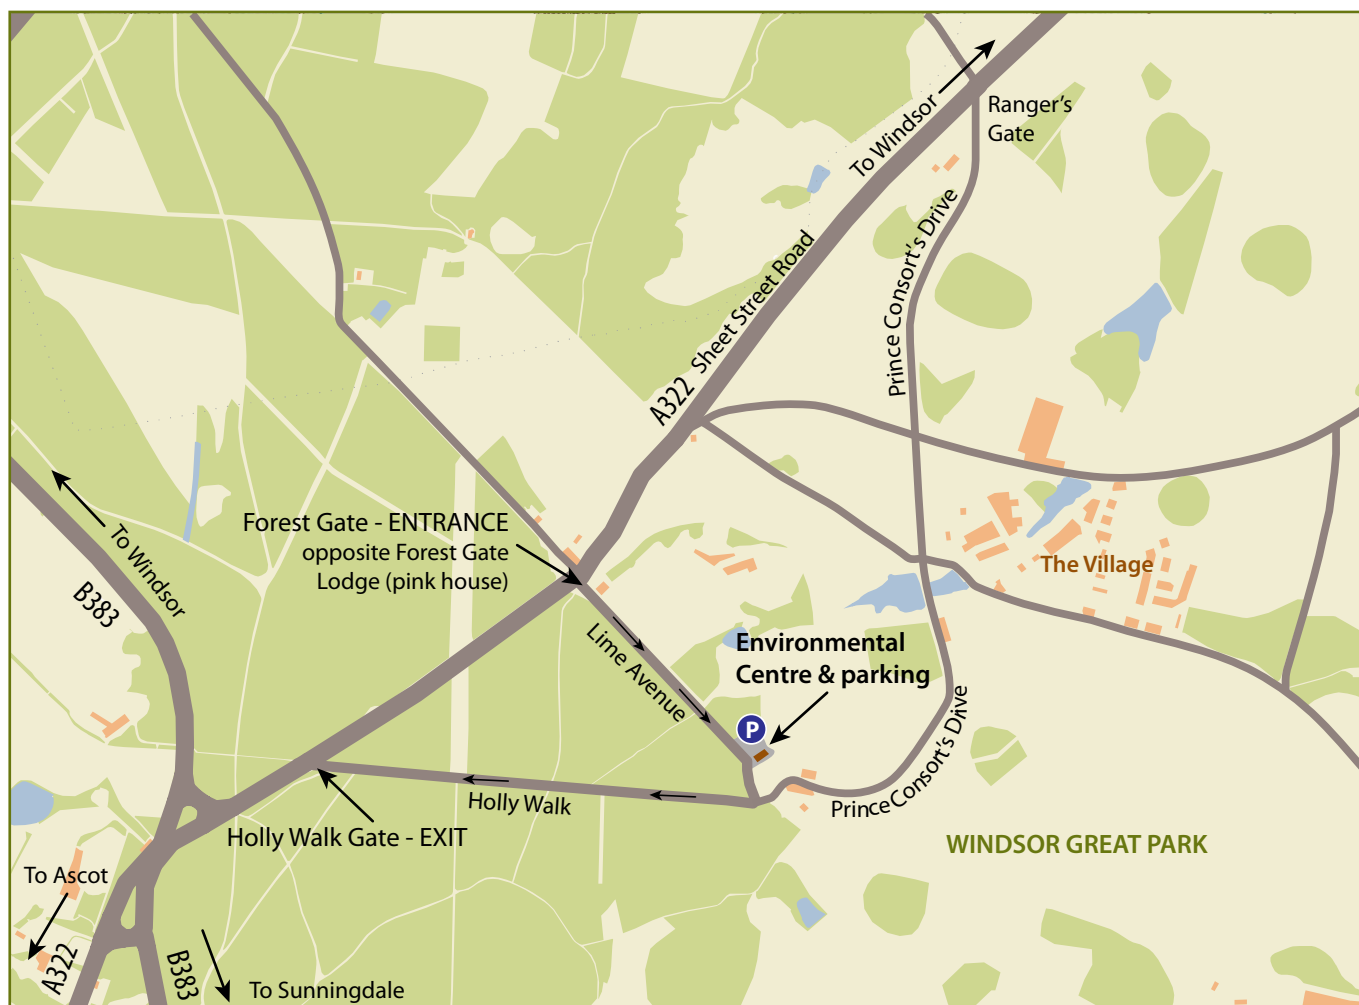 To Windsor
Ranger's
Gate
Prince Consort's Drive
A322 Sheet Street Road
To Windsor
B383
Forest Gate - ENTRANCE
opposite Forest Gate
Lodge (pink house)
The Village
Lime Avenue
Environmental
Centre & parking
P
Holly Walk
Prince Consort's Drive
Holly Walk Gate - EXIT
WINDSOR GREAT PARK
To Ascot
A322
B383
To Sunningdale